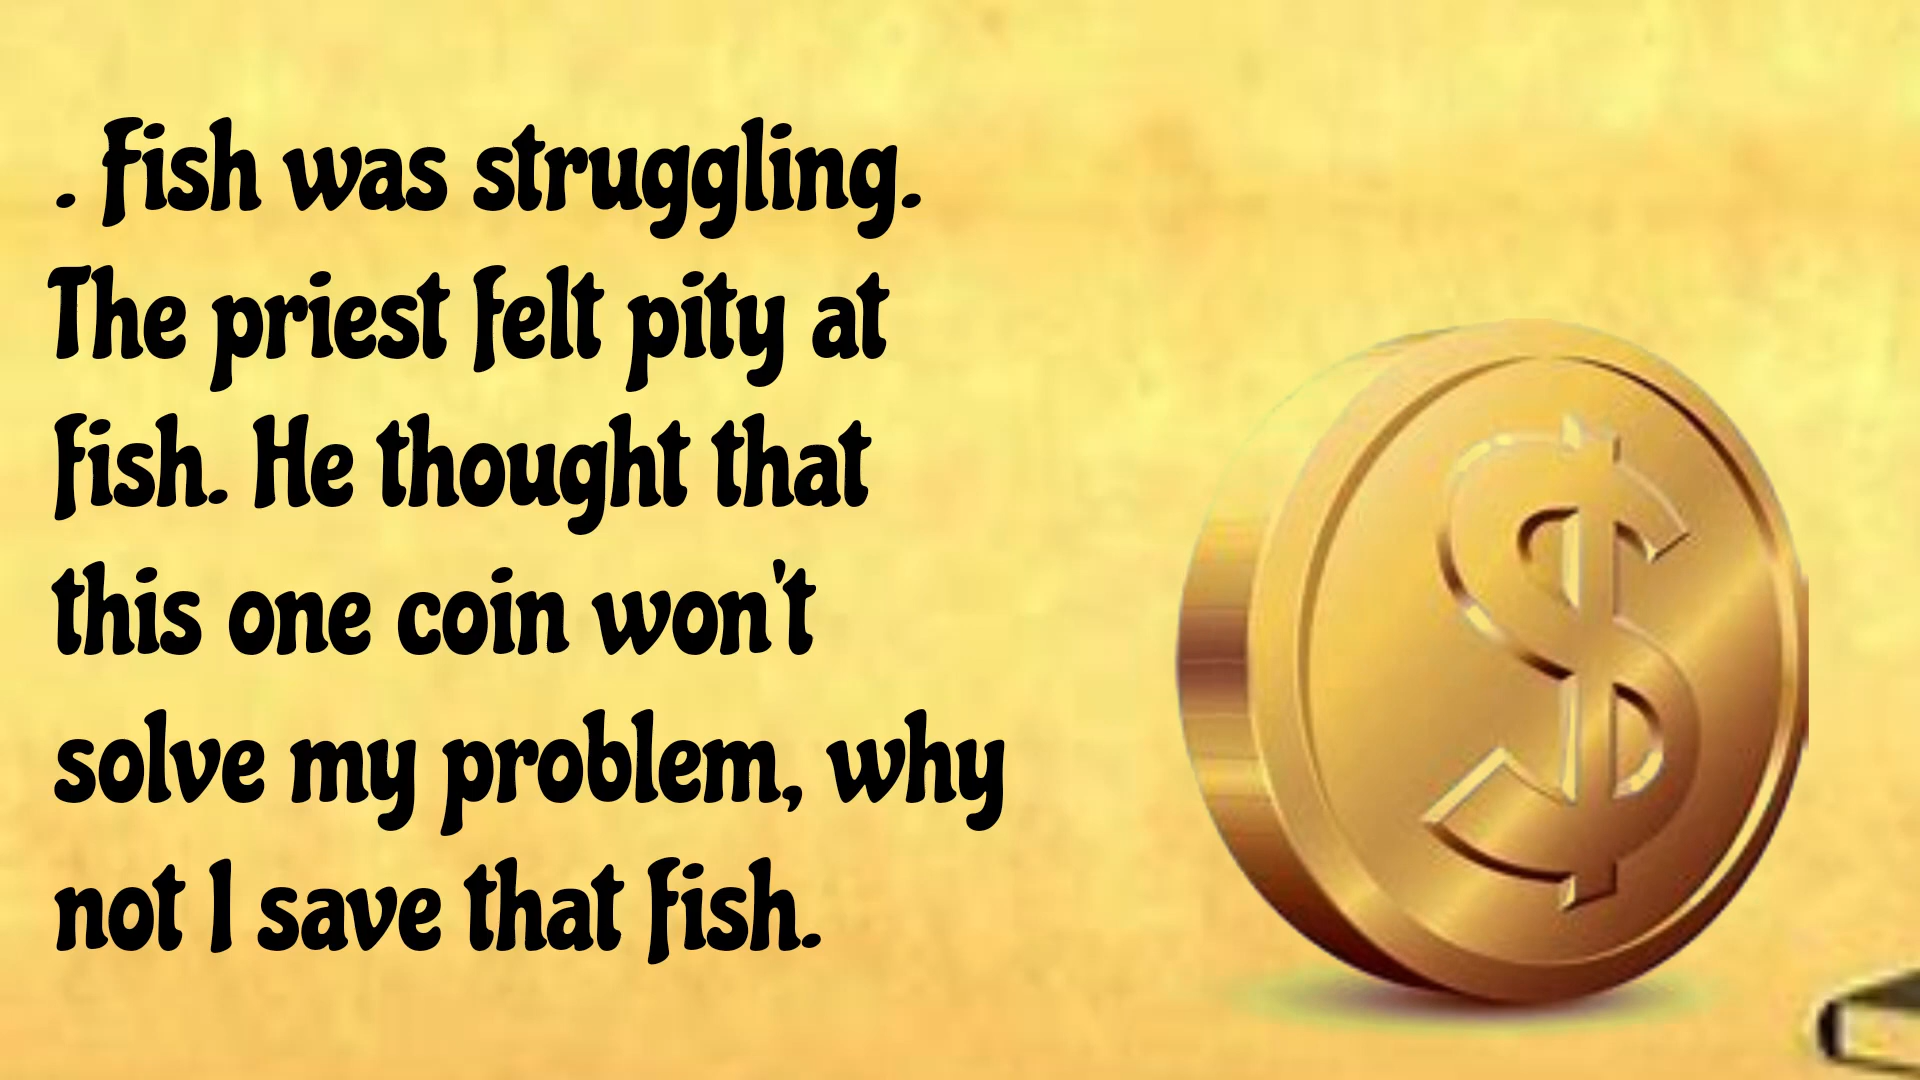 . Fish was struggling.
The priest felt pity at
fish. He thought that
this one coin won't
solve my problem, why
not I save that fish.